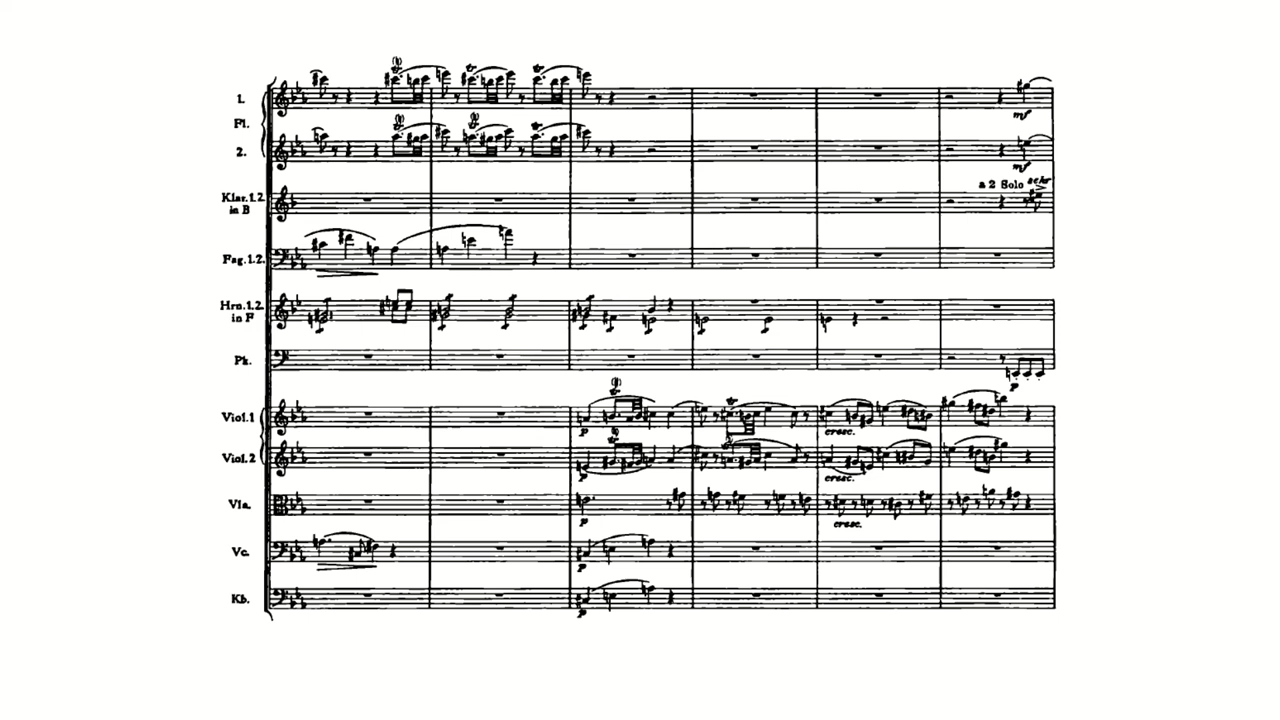 1.
Fl.
2.
mf
mf
a 2 Solo
Klar.1.2.
in B
Fag.1.2.
Hrn.1.2.
in F
Pk.
p
Viol.1
p
cresc.
Viol.2
cresc.
Vla.
p
cresc.
Vc.
p
Kb.
p